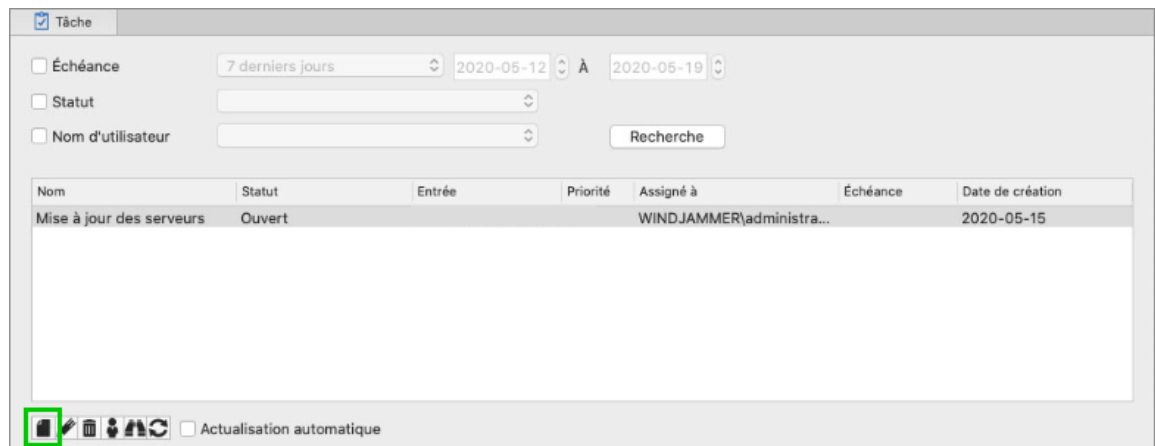 Tâche
Échéance 7 derniers jours 2020-05-12 À 2020-05-19
Statut
Nom d'utilisateur Recherche
Nom Statut Entrée Priorité Assigné à Échéance Date de création
Mise à jour des serveurs Ouvert WINDJAMMER\administra... 2020-05-15
Actualisation automatique